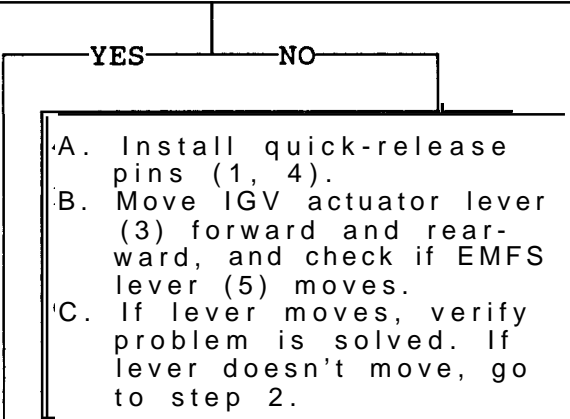 YES NO
A. Install quick-release
pins (1, 4).
B. Move IGV actuator lever
(3) forward and rear-
ward, and check if EMFS
lever (5) moves.
C. If lever moves, verify
problem is solved. If
lever doesn't move, go
to step 2.